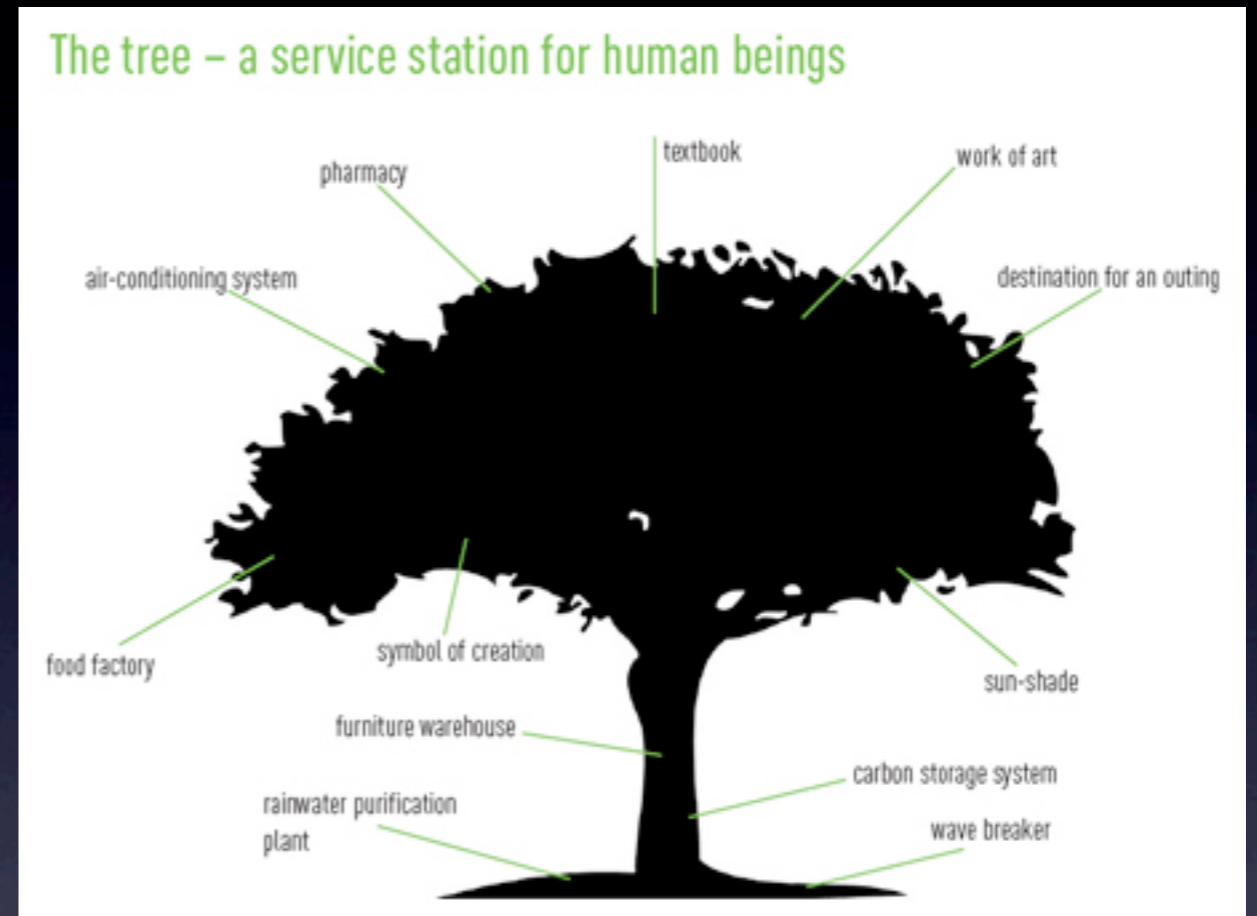 The tree – a service station for human beings
textbook
work of art
pharmacy
air-conditioning system
destination for an outing
food factory
symbol of creation
sun-shade
furniture warehouse
carbon storage system
rainwater purification
plant
wave breaker